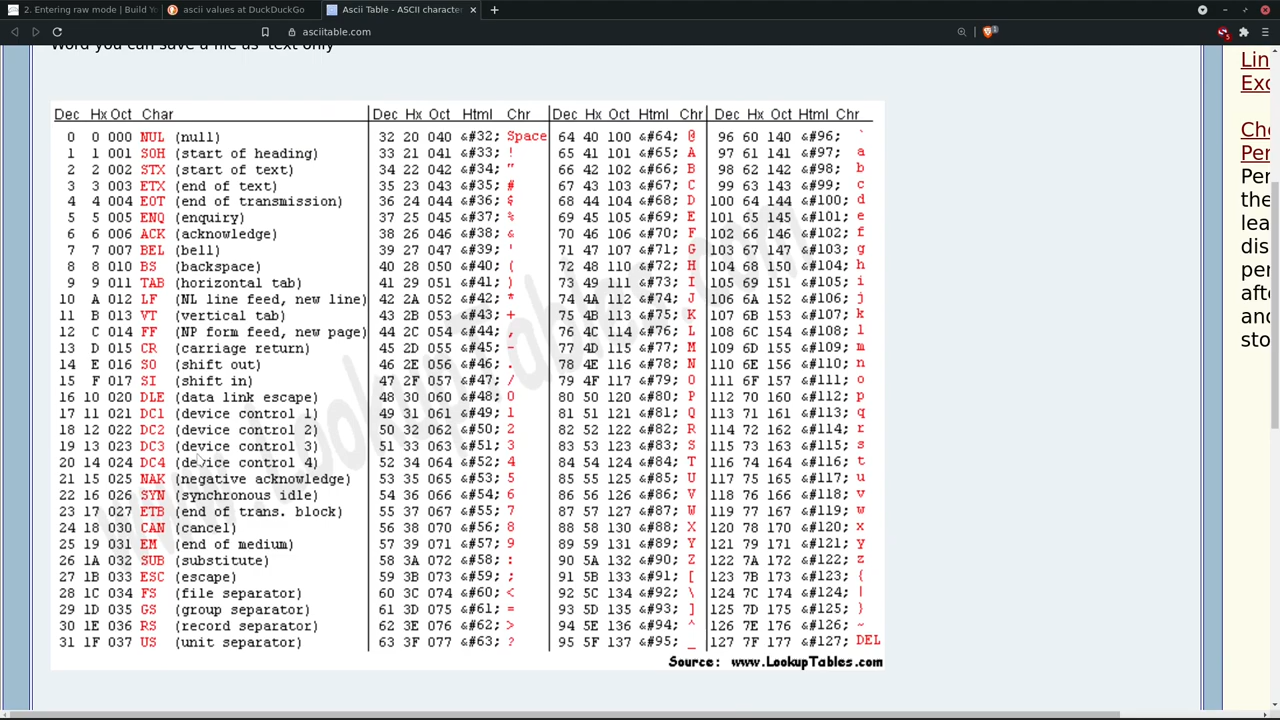 2. Entering raw mode | Build Yo
ascii values at DuckDuckGo
Ascii Table - ASCII character
asciitable.com
Word you can save a file as 'text only'
Dec Hx Oct Char Dec Hx Oct Html Chr Dec Hx Oct Html Chr Dec Hx Oct Html Chr
0 0 000 NUL (null) 32 20 040 &#32; Space 64 40 100 &#64; @ 96 60 140 &#96; `
1 1 001 SOH (start of heading) 33 21 041 &#33; ! 65 41 101 &#65; A 97 61 141 &#97; a
2 2 002 STX (start of text) 34 22 042 &#34; " 66 42 102 &#66; B 98 62 142 &#98; b
3 3 003 ETX (end of text) 35 23 043 &#35; # 67 43 103 &#67; C 99 63 143 &#99; c
4 4 004 EOT (end of transmission) 36 24 044 &#36; $ 68 44 104 &#68; D 100 64 144 &#100; d
5 5 005 ENQ (enquiry) 37 25 045 &#37; % 69 45 105 &#69; E 101 65 145 &#101; e
6 6 006 ACK (acknowledge) 38 26 046 &#38; & 70 46 106 &#70; F 102 66 146 &#102; f
7 7 007 BEL (bell) 39 27 047 &#39; ' 71 47 107 &#71; G 103 67 147 &#103; g
8 8 010 BS (backspace) 40 28 050 &#40; ( 72 48 110 &#72; H 104 68 150 &#104; h
9 9 011 TAB (horizontal tab) 41 29 051 &#41; ) 73 49 111 &#73; I 105 69 151 &#105; i
10 A 012 LF (NL line feed, new line) 42 2A 052 &#42; * 74 4A 112 &#74; J 106 6A 152 &#106; j
11 B 013 VT (vertical tab) 43 2B 053 &#43; + 75 4B 113 &#75; K 107 6B 153 &#107; k
12 C 014 FF (NP form feed, new page) 44 2C 054 &#44; , 76 4C 114 &#76; L 108 6C 154 &#108; l
13 D 015 CR (carriage return) 45 2D 055 &#45; - 77 4D 115 &#77; M 109 6D 155 &#109; m
14 E 016 SO (shift out) 46 2E 056 &#46; . 78 4E 116 &#78; N 110 6E 156 &#110; n
15 F 017 SI (shift in) 47 2F 057 &#47; / 79 4F 117 &#79; O 111 6F 157 &#111; o
16 10 020 DLE (data link escape) 48 30 060 &#48; 0 80 50 120 &#80; P 112 70 160 &#112; p
17 11 021 DC1 (device control 1) 49 31 061 &#49; 1 81 51 121 &#81; Q 113 71 161 &#113; q
18 12 022 DC2 (device control 2) 50 32 062 &#50; 2 82 52 122 &#82; R 114 72 162 &#114; r
19 13 023 DC3 (device control 3) 51 33 063 &#51; 3 83 53 123 &#83; S 115 73 163 &#115; s
20 14 024 DC4 (device control 4) 52 34 064 &#52; 4 84 54 124 &#84; T 116 74 164 &#116; t
21 15 025 NAK (negative acknowledge) 53 35 065 &#53; 5 85 55 125 &#85; U 117 75 165 &#117; u
22 16 026 SYN (synchronous idle) 54 36 066 &#54; 6 86 56 126 &#86; V 118 76 166 &#118; v
23 17 027 ETB (end of trans. block) 55 37 067 &#55; 7 87 57 127 &#87; W 119 77 167 &#119; w
24 18 030 CAN (cancel) 56 38 070 &#56; 8 88 58 130 &#88; X 120 78 170 &#120; x
25 19 031 EM (end of medium) 57 39 071 &#57; 9 89 59 131 &#89; Y 121 79 171 &#121; y
26 1A 032 SUB (substitute) 58 3A 072 &#58; : 90 5A 132 &#90; Z 122 7A 172 &#122; z
27 1B 033 ESC (escape) 59 3B 073 &#59; ; 91 5B 133 &#91; [ 123 7B 173 &#123; {
28 1C 034 FS (file separator) 60 3C 074 &#60; < 92 5C 134 &#92; \ 124 7C 174 &#124; |
29 1D 035 GS (group separator) 61 3D 075 &#61; = 93 5D 135 &#93; ] 125 7D 175 &#125; }
30 1E 036 RS (record separator) 62 3E 076 &#62; > 94 5E 136 &#94; ^ 126 7E 176 &#126; ~
31 1F 037 US (unit separator) 63 3F 077 &#63; ? 95 5F 137 &#95; _ 127 7F 177 &#127; DEL
Source: www.LookupTables.com
www.LookupTables.com
Lin
Exc
Che
Per
Per
the
lea
dis
per
afte
and
sto